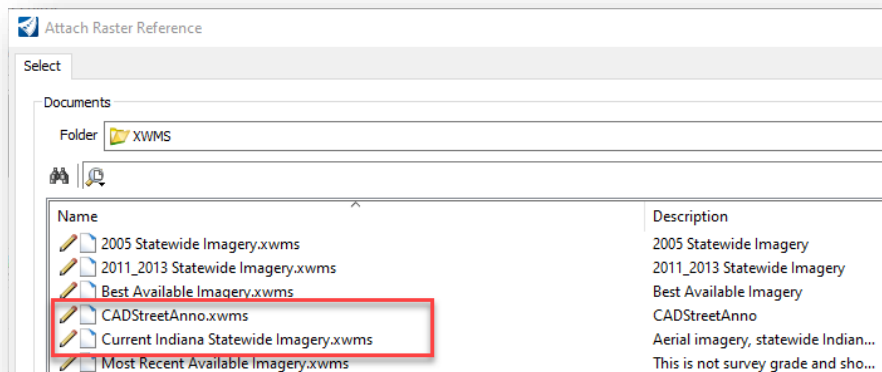 Attach Raster Reference
Select
Documents
Folder XWMS
Name Description
2005 Statewide Imagery.xwms 2005 Statewide Imagery
2011_2013 Statewide Imagery.xwms 2011_2013 Statewide Imagery
Best Available Imagery.xwms Best Available Imagery
CADStreetAnno.xwms CADStreetAnno
Current Indiana Statewide Imagery.xwms Aerial imagery, statewide Indian...
Most Recent Available Imagery.xwms This is not survey grade and sho...